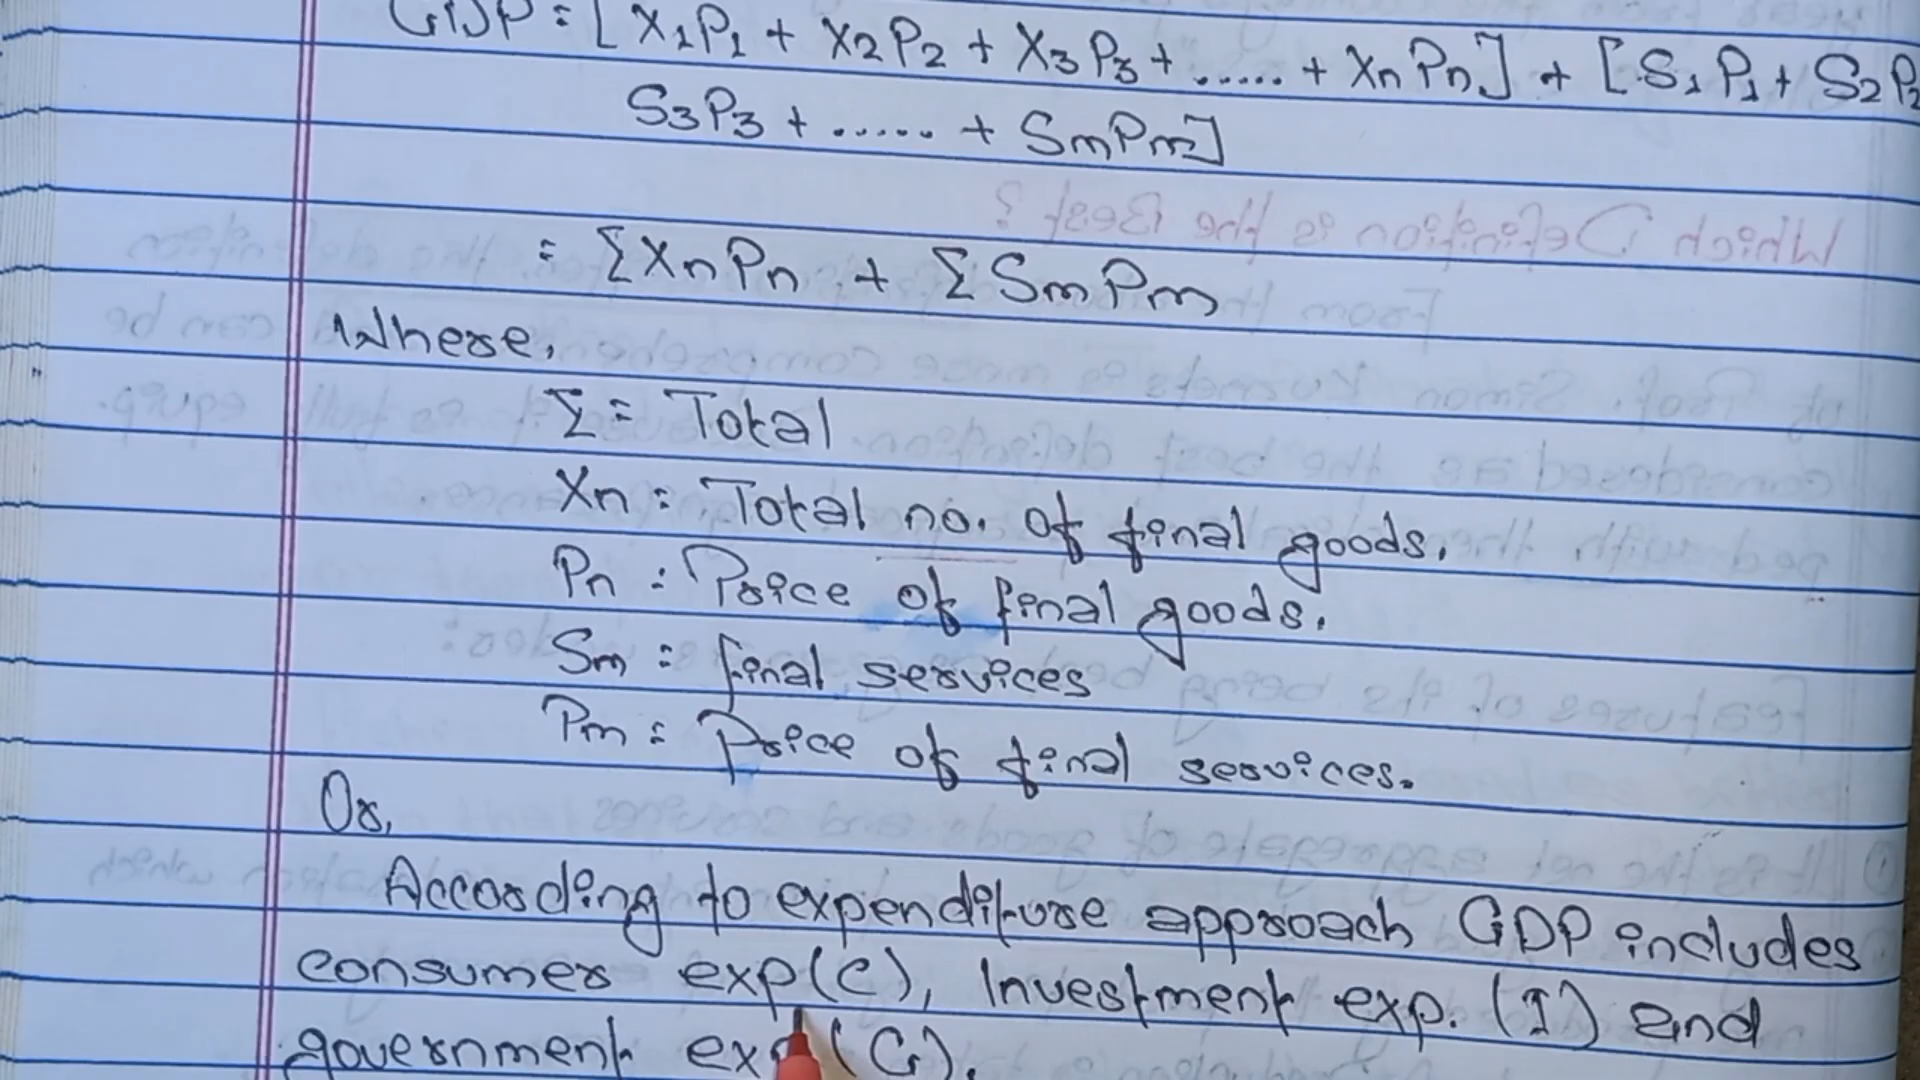 GDP = [X1P1 + X2P2 + X3P3 + ...... + XnPn] + [S1P1 + S2P2
S3P3 + ...... + SmPm]
= ΣXnPn + ΣSmPm
Where,
Σ = Total
Xn = Total no. of final goods.
Pn = Price of final goods.
Sm = final services
Pm = Price of final services.
Or,
According to expenditure approach GDP includes
consumer exp(C), Investment exp. (I) and
government exp (G).